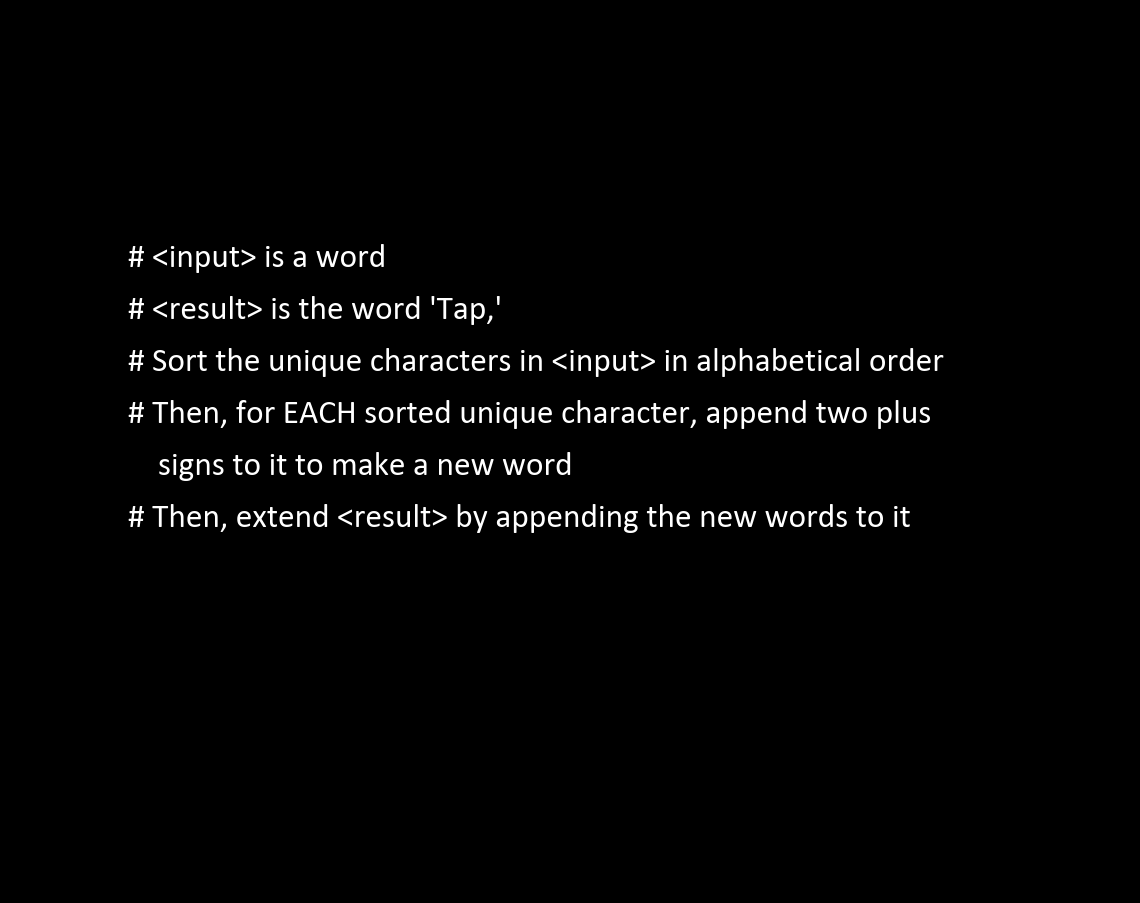 # <input> is a word
# <result> is the word 'Tap,'
# Sort the unique characters in <input> in alphabetical order
# Then, for EACH sorted unique character, append two plus
signs to it to make a new word
# Then, extend <result> by appending the new words to it